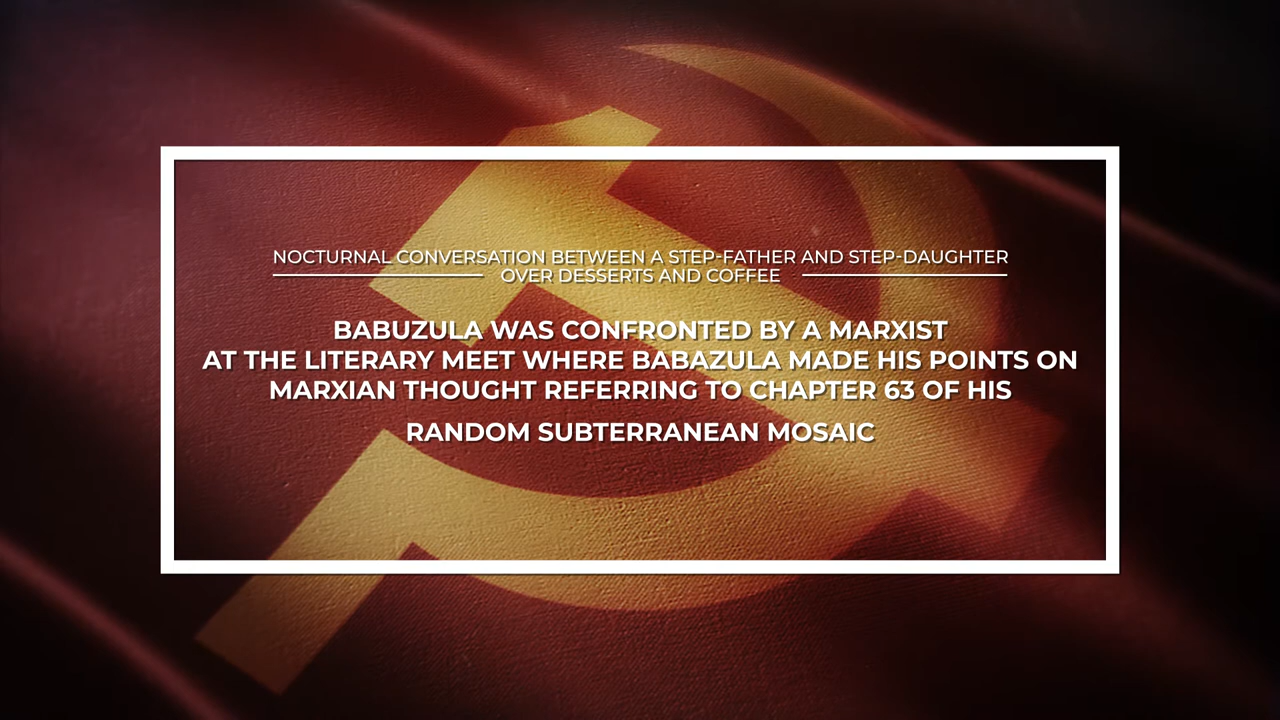 NOCTURNAL CONVERSATION BETWEEN A STEP-FATHER AND STEP-DAUGHTER
OVER DESSERTS AND COFFEE
BABUZULA WAS CONFRONTED BY A MARXIST
AT THE LITERARY MEET WHERE BABAZULA MADE HIS POINTS ON
MARXIAN THOUGHT REFERRING TO CHAPTER 63 OF HIS
RANDOM SUBTERRANEAN MOSAIC